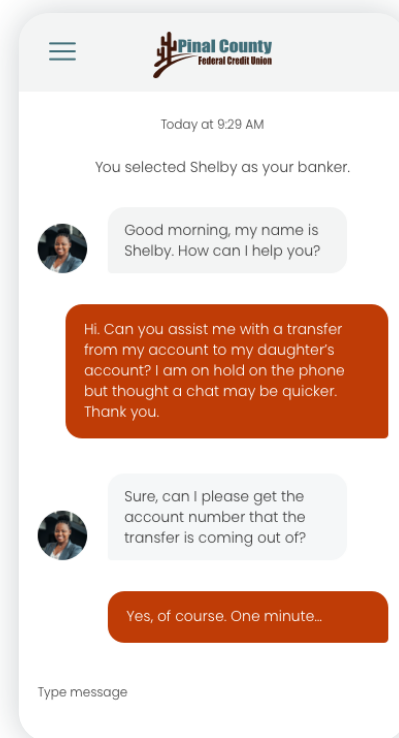 Pinal County
Federal Credit Union
Today at 9:29 AM
You selected Shelby as your banker.
Good morning, my name is
Shelby. How can I help you?
Hi. Can you assist me with a transfer
from my account to my daughter's
account? I am on hold on the phone
but thought a chat may be quicker.
Thank you.
Sure, can I please get the
account number that the
transfer is coming out of?
Yes, of course. One minute...
Type message